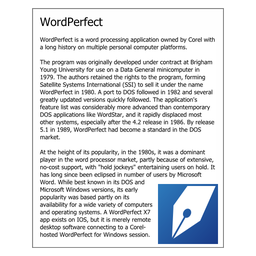 WordPerfect
WordPerfect is a word processing application owned by Corel with
a long history on multiple personal computer platforms.
The program was originally developed under contract at Brigham
Young University for use on a Data General minicomputer in
1979. The authors retained the rights to the program, forming
Satellite Systems International (SSI) to sell it under the name
WordPerfect in 1980. A port to DOS followed in 1982 and several
greatly updated versions quickly followed. The application's
feature list was considerably more advanced than contemporary
DOS applications like WordStar, and it rapidly displaced most
other systems, especially after the 4.2 release in 1986. By release
5.1 in 1989, WordPerfect had become a standard in the DOS
market.
At the height of its popularity, in the 1980s, it was a dominant
player in the word processor market, partly because of extensive,
no-cost support, with "hold jockeys" entertaining users on hold. It
has long since been eclipsed in number of users by Microsoft
Word. While best known in its DOS and
Microsoft Windows versions, its early
popularity was based partly on its
availability for a wide variety of computers
and operating systems. A WordPerfect X7
app exists on IOS, but it is merely remote
desktop software connecting to a Corel-
hosted WordPerfect for Windows session.